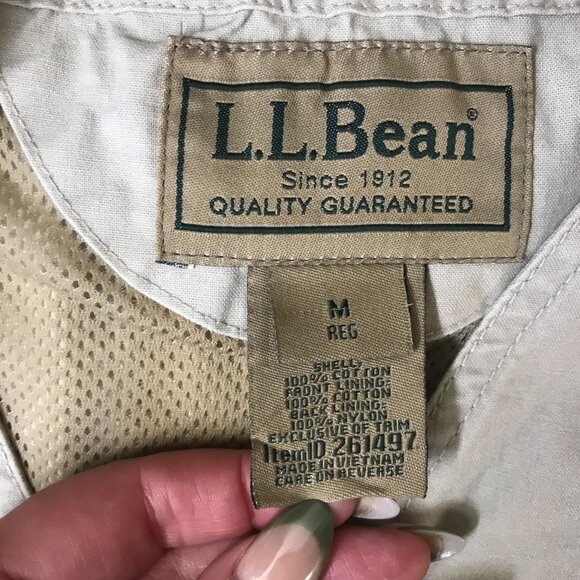 L.L.Bean®
Since 1912
QUALITY GUARANTEED
M
REG
SHELL:
100% COTTON
FRONT LINING:
100% COTTON
BACK LINING:
100% NYLON
EXCLUSIVE OF TRIM
ItemID 261497
MADE IN VIETNAM
CARE ON REVERSE